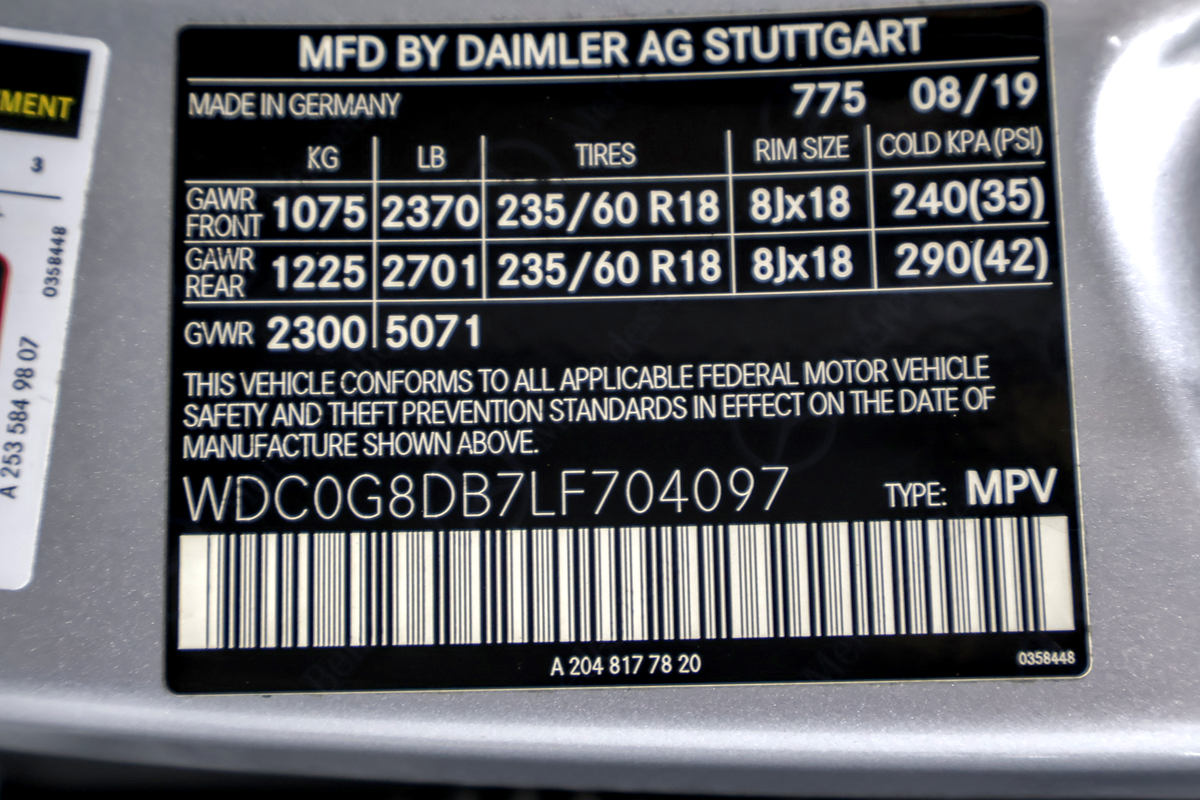 MFD BY DAIMLER AG STUTTGART
MADE IN GERMANY 775 08/19
KG LB TIRES RIM SIZE COLD KPA (PSI)
GAWR FRONT 1075 2370 235/60 R18 8Jx18 240(35)
GAWR REAR 1225 2701 235/60 R18 8Jx18 290(42)
GVWR 2300 5071
THIS VEHICLE CONFORMS TO ALL APPLICABLE FEDERAL MOTOR VEHICLE
SAFETY AND THEFT PREVENTION STANDARDS IN EFFECT ON THE DATE OF
MANUFACTURE SHOWN ABOVE.
WDC0G8DB7LF704097 TYPE: MPV
A 204 817 78 20 0358448
MENT
3
0358448
A 253 584 98 07